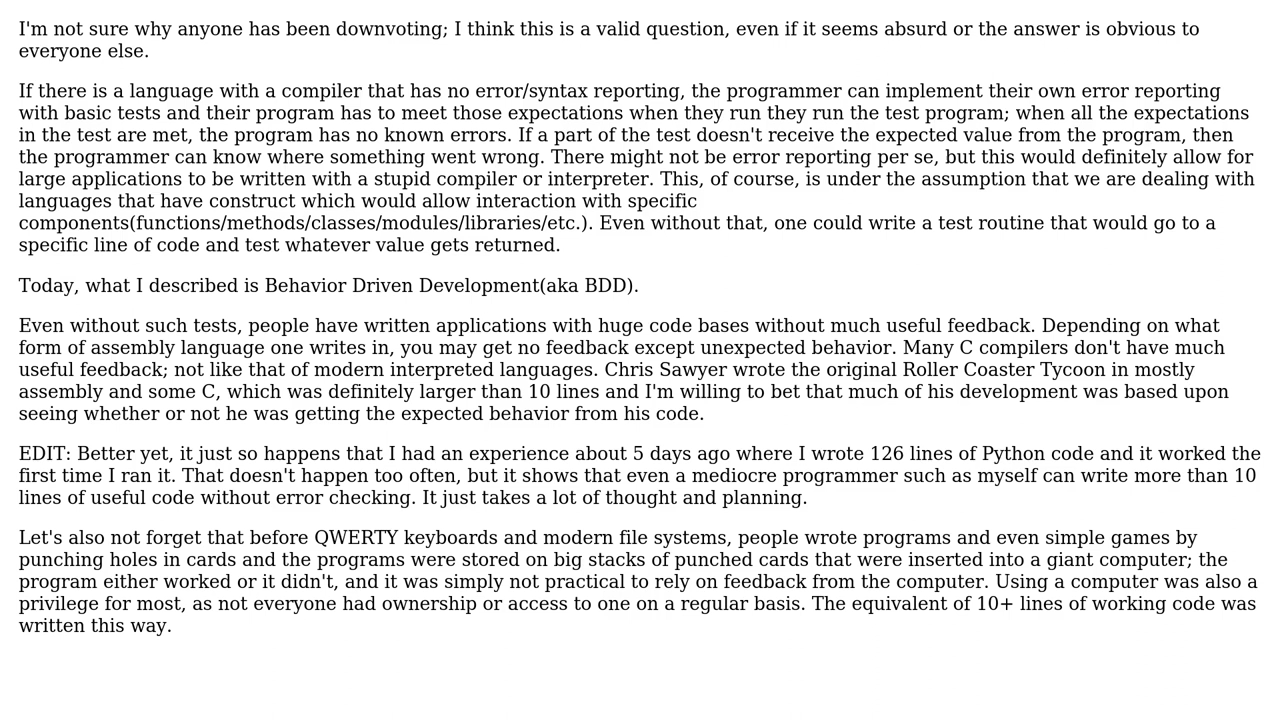 I'm not sure why anyone has been downvoting; I think this is a valid question, even if it seems absurd or the answer is obvious to
everyone else.
If there is a language with a compiler that has no error/syntax reporting, the programmer can implement their own error reporting
with basic tests and their program has to meet those expectations when they run they run the test program; when all the expectations
in the test are met, the program has no known errors. If a part of the test doesn't receive the expected value from the program, then
the programmer can know where something went wrong. There might not be error reporting per se, but this would definitely allow for
large applications to be written with a stupid compiler or interpreter. This, of course, is under the assumption that we are dealing with
languages that have construct which would allow interaction with specific
components(functions/methods/classes/modules/libraries/etc.). Even without that, one could write a test routine that would go to a
specific line of code and test whatever value gets returned.
Today, what I described is Behavior Driven Development(aka BDD).
Even without such tests, people have written applications with huge code bases without much useful feedback. Depending on what
form of assembly language one writes in, you may get no feedback except unexpected behavior. Many C compilers don't have much
useful feedback; not like that of modern interpreted languages. Chris Sawyer wrote the original Roller Coaster Tycoon in mostly
assembly and some C, which was definitely larger than 10 lines and I'm willing to bet that much of his development was based upon
seeing whether or not he was getting the expected behavior from his code.
EDIT: Better yet, it just so happens that I had an experience about 5 days ago where I wrote 126 lines of Python code and it worked the
first time I ran it. That doesn't happen too often, but it shows that even a mediocre programmer such as myself can write more than 10
lines of useful code without error checking. It just takes a lot of thought and planning.
Let's also not forget that before QWERTY keyboards and modern file systems, people wrote programs and even simple games by
punching holes in cards and the programs were stored on big stacks of punched cards that were inserted into a giant computer; the
program either worked or it didn't, and it was simply not practical to rely on feedback from the computer. Using a computer was also a
privilege for most, as not everyone had ownership or access to one on a regular basis. The equivalent of 10+ lines of working code was
written this way.